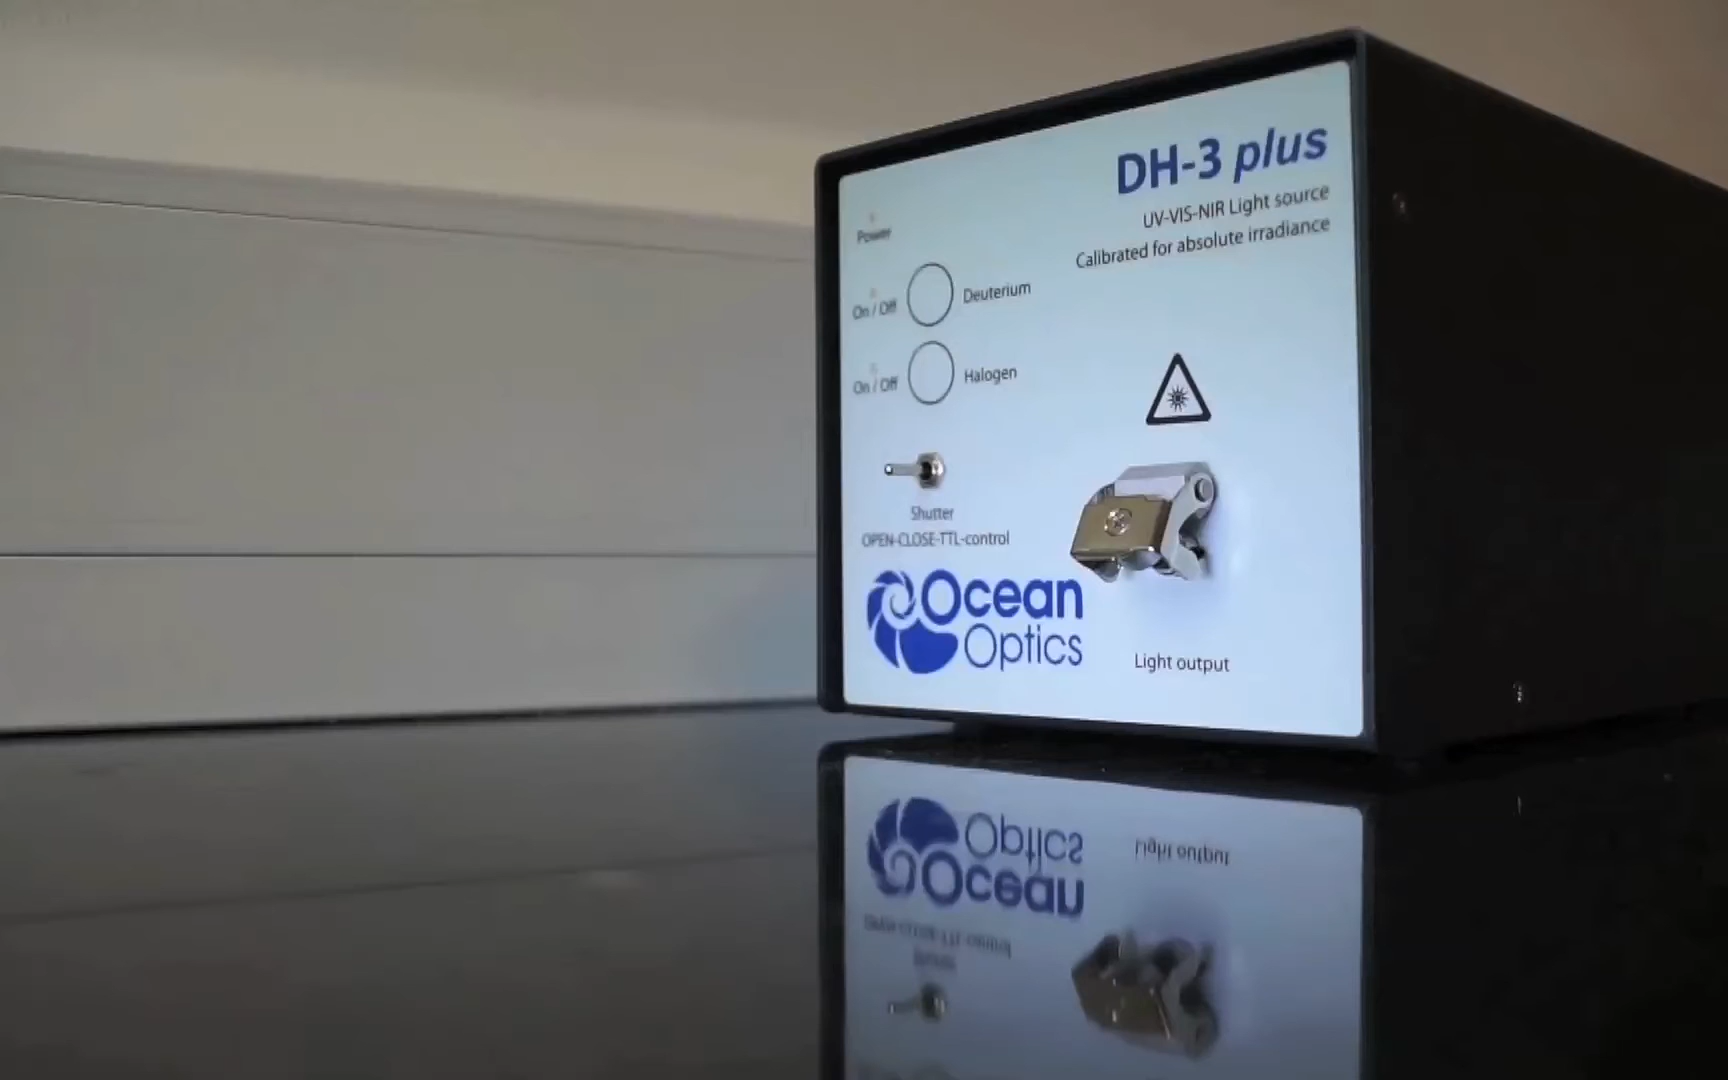 DH-3 plus
UV-VIS-NIR Light source
Calibrated for absolute irradiance
Power
On / Off
Deuterium
On / Off
Halogen
Shutter
OPEN-CLOSE-TTL-control
Ocean
Optics
Light output